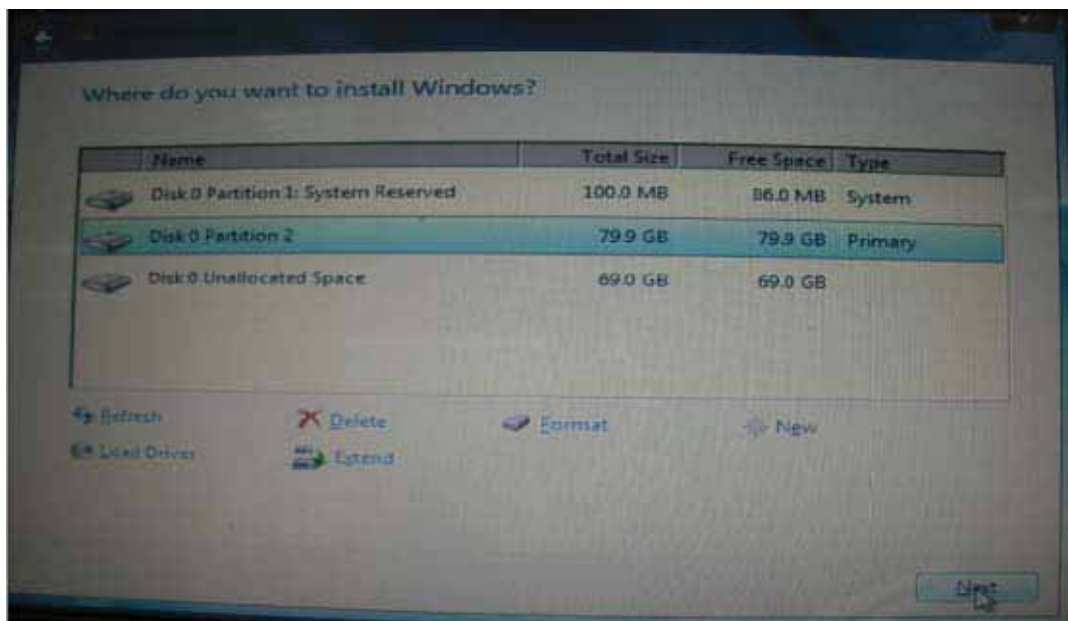 Where do you want to install Windows?
Name Total Size Free Space Type
Disk 0 Partition 1: System Reserved 100.0 MB 86.0 MB System
Disk 0 Partition 2 79.9 GB 79.9 GB Primary
Disk 0 Unallocated Space 69.0 GB 69.0 GB
Refresh Delete Format New
Load Driver Extend
Next